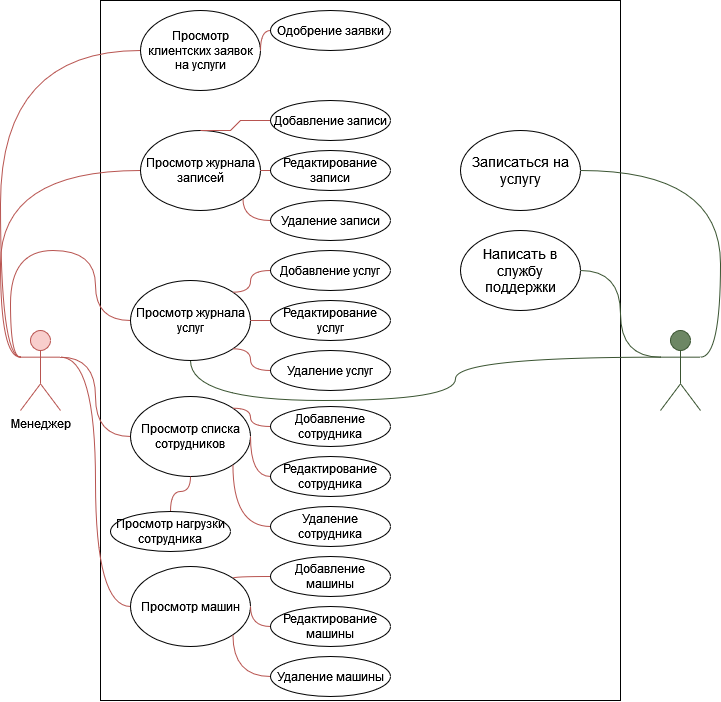 Просмотр
клиентских заявок
на услуги
Одобрение заявки
Добавление записи
Просмотр журнала
записей
Редактирование
записи
Удаление записи
Записаться на
услугу
Написать в
службу
поддержки
Добавление услуг
Просмотр журнала
услуг
Редактирование
услуг
Удаление услуг
Менеджер
Просмотр списка
сотрудников
Добавление
сотрудника
Редактирование
сотрудника
Просмотр нагрузки
сотрудника
Удаление
сотрудника
Просмотр машин
Добавление
машины
Редактирование
машины
Удаление машины